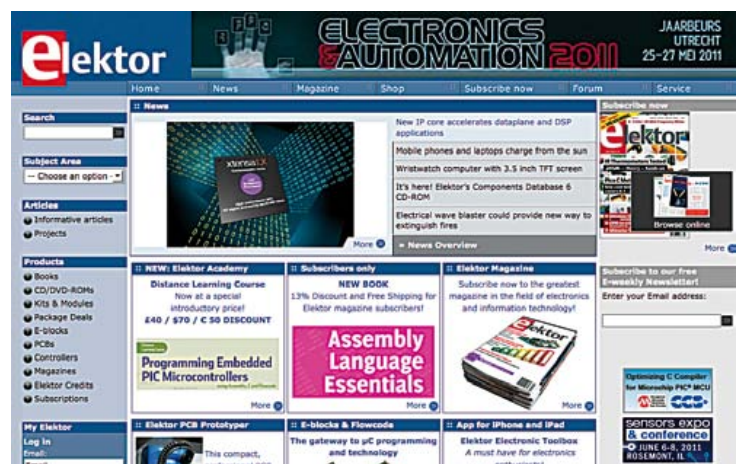 elektor
ELECTRONICS
& AUTOMATION 2011
JAARBEURS
UTRECHT
25-27 MEI 2011
Home
News
Magazine
Shop
Subscribe now
Forum
Service
Search
Subject Area
-- Choose an option -
Articles
Informative articles
Projects
Products
Books
CD/DVD-ROMs
Kits & Modules
Package Deals
E-blocks
PCBs
Controllers
Magazines
Elektor Credits
Subscriptions
My Elektor
Log In
Email:
News
xtensa LX
More
New IP core accelerates dataplane and DSP
applications
Mobile phones and laptops charge from the sun
Wristwatch computer with 3.5 inch TFT screen
It's here! Elektor's Components Database 6
CD-ROM
Electrical wave blaster could provide new way to
extinguish fires
» News Overview
NEW: Elektor Academy
Distance Learning Course
Now at a special
introductory price!
£40 / $70 / € 50 DISCOUNT
Programming Embedded
PIC Microcontrollers
More
Subscribers only
NEW BOOK
13% Discount and Free Shipping for
Elektor magazine subscribers!
Assembly
Language
Essentials
More
Elektor Magazine
Subscribe now to the greatest
magazine in the field of electronics
and information technology!
elektor
More
Elektor PCB Prototyper
This compact,
E-blocks & Flowcode
The gateway to µC programming
and technology
App for iPhone and iPad
Elektor Electronic Toolbox
A must have for electronics
Subscribe now
elektor
Browse online
More
Subscribe to our free
E-weekly Newsletter!
Enter your Email address:
Optimizing C Compiler
for Microchip PIC® MCU
MICROCHIP
CCS
sensors expo
& conference
JUNE 6-8, 2011
ROSEMONT, IL